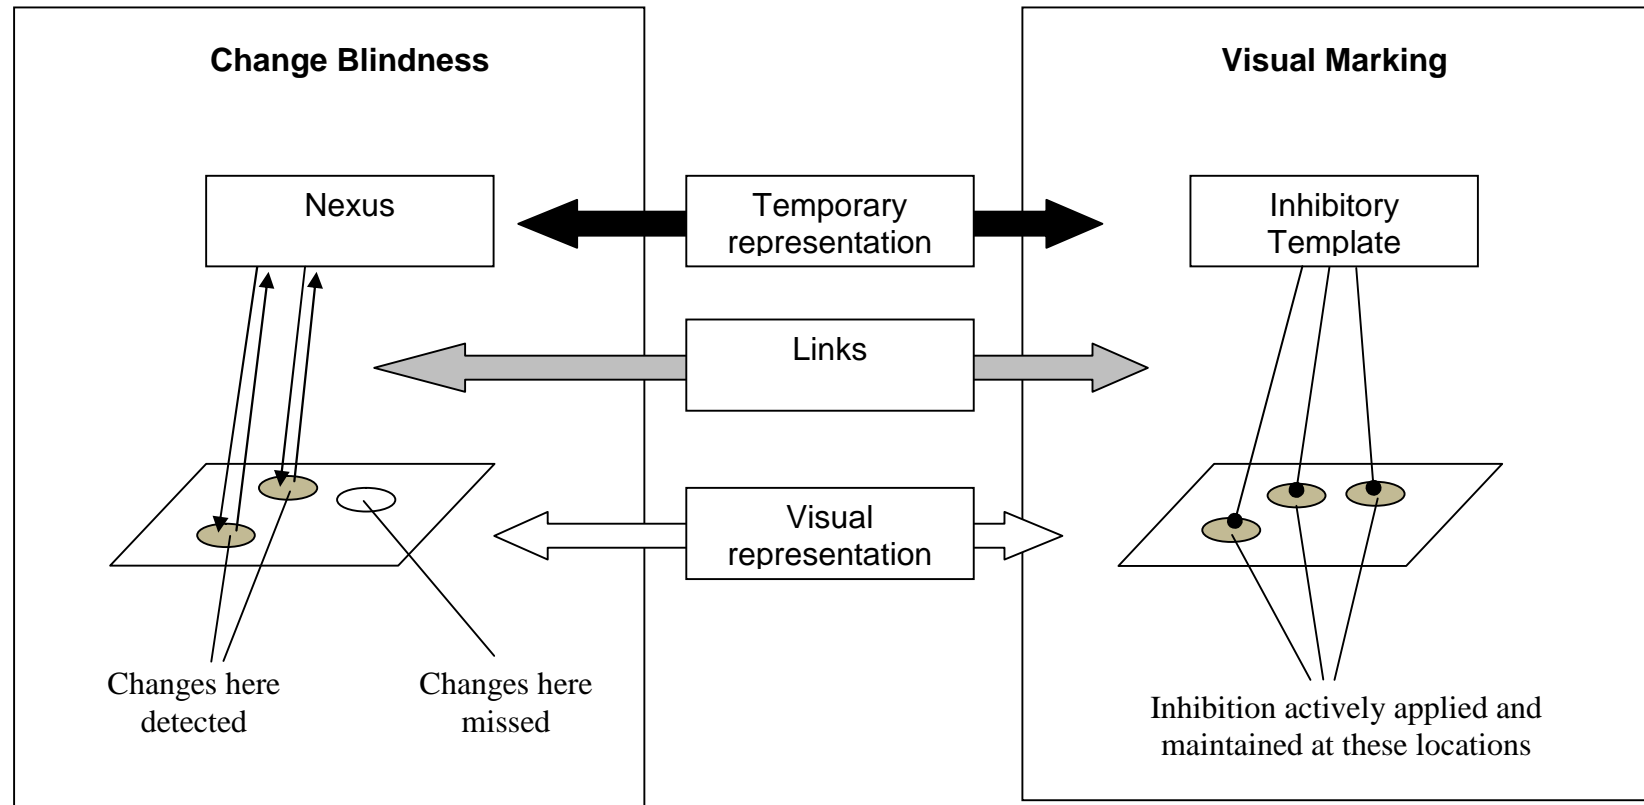 Change Blindness
Visual Marking
Nexus
Temporary
representation
Inhibitory
Template
Links
Visual
representation
Changes here
detected
Changes here
missed
Inhibition actively applied and
maintained at these locations